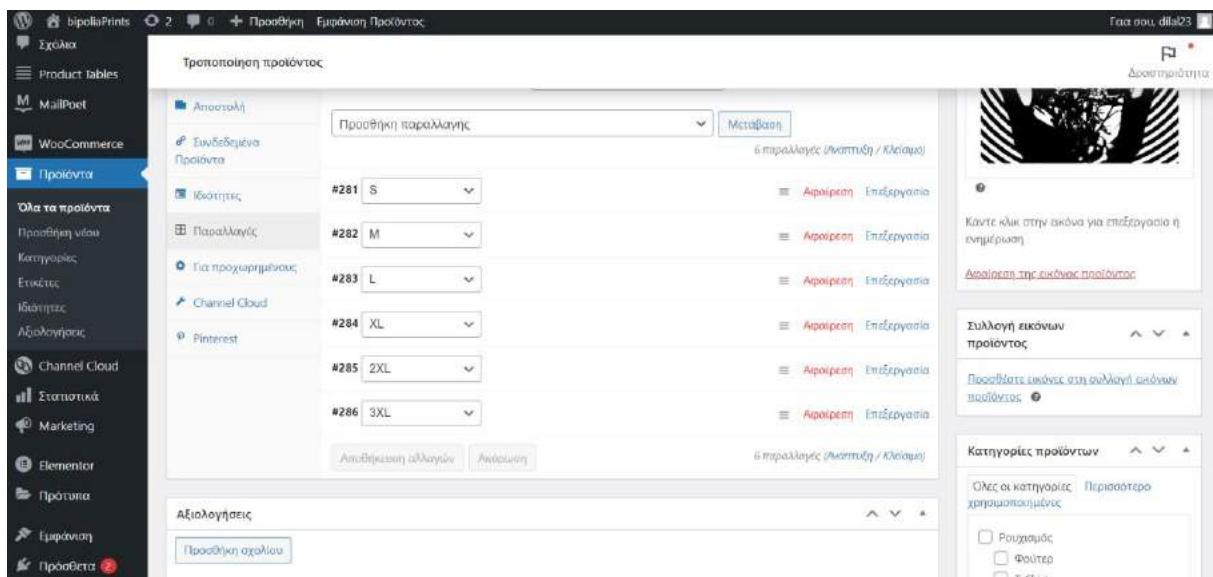 bipoliaPrints 2 0 + Προσθήκη Εμφάνιση Προϊόντος
Γεια σου, dilal23
Σχόλια
Product Tables
MailPoet
WooCommerce
Προϊόντα
Όλα τα προϊόντα
Προσθήκη νέου
Κατηγορίες
Ετικέτες
Ιδιότητες
Αξιολογήσεις
Channel Cloud
Στατιστικά
Marketing
Elementor
Πρότυπα
Εμφάνιση
Πρόσθετα 2
Τροποποίηση προϊόντος
Δραστηριότητα
Αποστολή
Συνδεδεμένα
Προϊόντα
Ιδιότητες
Παραλλαγές
Για προχωρημένους
Channel Cloud
Pinterest
Προσθήκη παραλλαγής
Μετάβαση
6 παραλλαγές (Ανάπτυξη / Κλείσιμο)
#281 S Αφαίρεση Επεξεργασία
#282 M Αφαίρεση Επεξεργασία
#283 L Αφαίρεση Επεξεργασία
#284 XL Αφαίρεση Επεξεργασία
#285 2XL Αφαίρεση Επεξεργασία
#286 3XL Αφαίρεση Επεξεργασία
Αποθήκευση αλλαγών Ακύρωση
6 παραλλαγές (Ανάπτυξη / Κλείσιμο)
Αξιολογήσεις
Προσθήκη σχολίου
Κάντε κλικ στην εικόνα για επεξεργασία ή
ενημέρωση
Αφαίρεση της εικόνας προϊόντος
Συλλογή εικόνων
προϊόντος
Προσθέστε εικόνες στη συλλογή εικόνων
προϊόντος
Κατηγορίες προϊόντων
Όλες οι κατηγορίες Περισσότερο
χρησιμοποιημένες
Ρουχισμός
Φούτερ